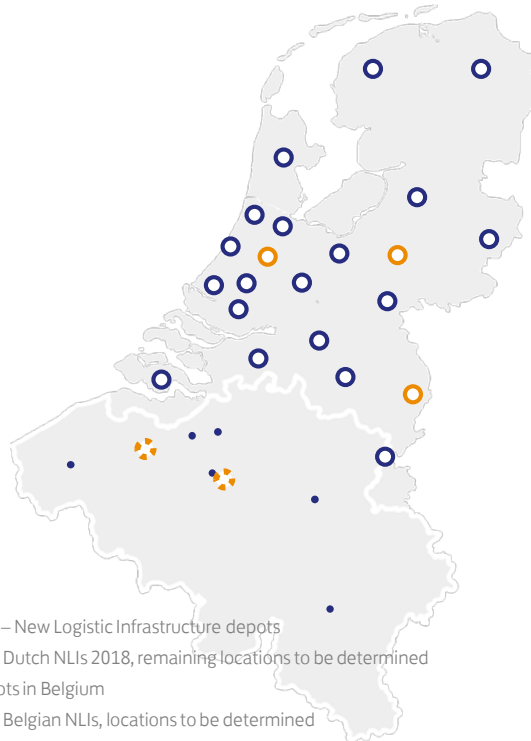 – New Logistic Infrastructure depots
Dutch NLIs 2018, remaining locations to be determined
ots in Belgium
Belgian NLIs, locations to be determined